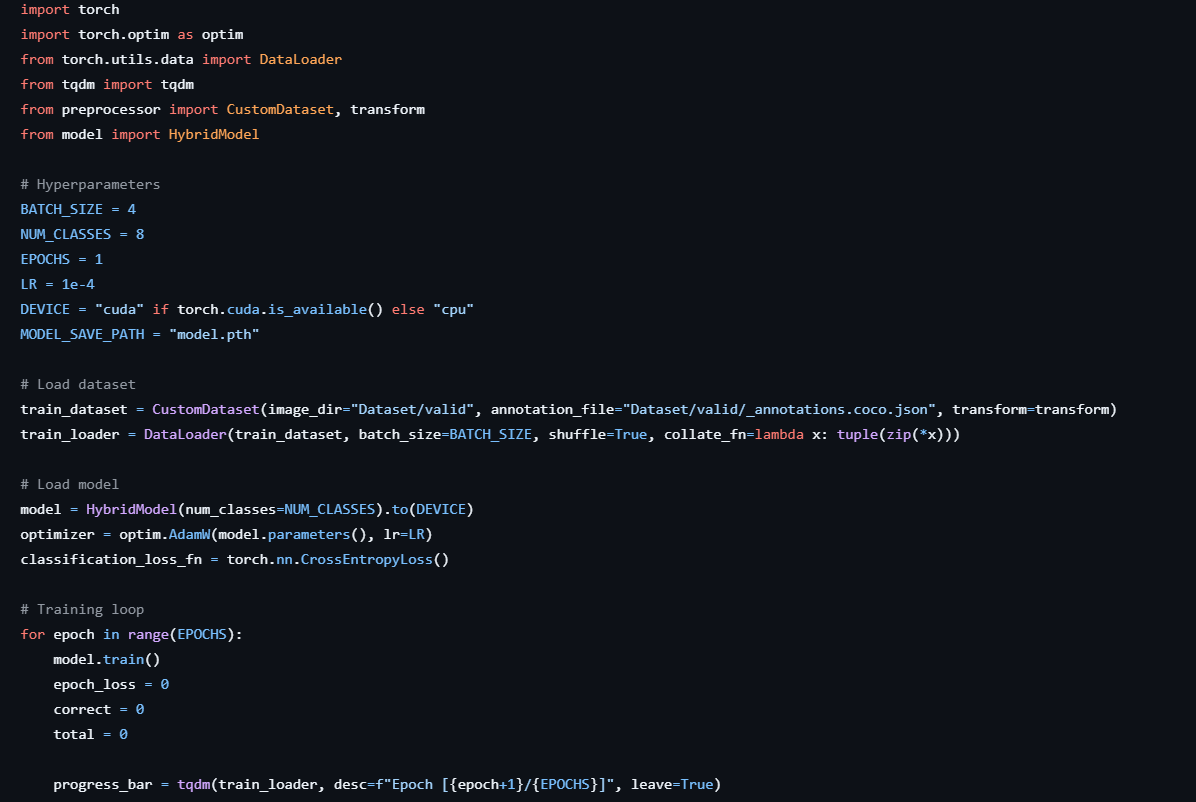 import torch
import torch.optim as optim
from torch.utils.data import DataLoader
from tqdm import tqdm
from preprocessor import CustomDataset, transform
from model import HybridModel

# Hyperparameters
BATCH_SIZE = 4
NUM_CLASSES = 8
EPOCHS = 1
LR = 1e-4
DEVICE = "cuda" if torch.cuda.is_available() else "cpu"
MODEL_SAVE_PATH = "model.pth"

# Load dataset
train_dataset = CustomDataset(image_dir="Dataset/valid", annotation_file="Dataset/valid/_annotations.coco.json", transform=transform)
train_loader = DataLoader(train_dataset, batch_size=BATCH_SIZE, shuffle=True, collate_fn=lambda x: tuple(zip(*x)))

# Load model
model = HybridModel(num_classes=NUM_CLASSES).to(DEVICE)
optimizer = optim.AdamW(model.parameters(), lr=LR)
classification_loss_fn = torch.nn.CrossEntropyLoss()

# Training loop
for epoch in range(EPOCHS):
    model.train()
    epoch_loss = 0
    correct = 0
    total = 0

    progress_bar = tqdm(train_loader, desc=f"Epoch [{epoch+1}/{EPOCHS}]", leave=True)